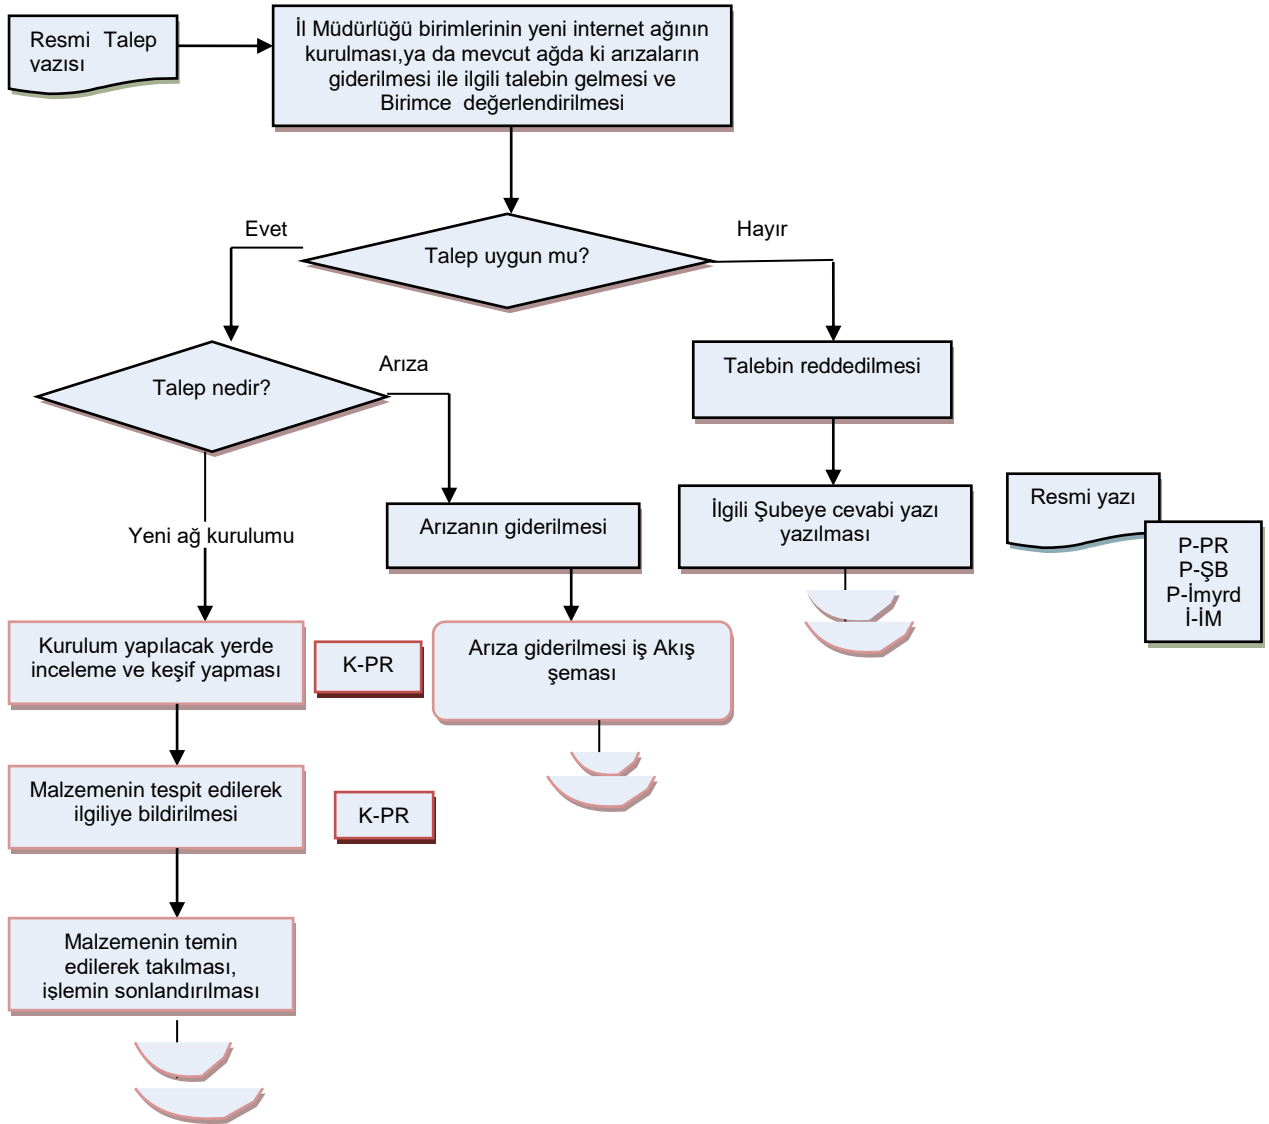 Resmi Talep
yazısı
İl Müdürlüğü birimlerinin yeni internet ağının
kurulması,ya da mevcut ağda ki arızaların
giderilmesi ile ilgili talebin gelmesi ve
Birimce değerlendirilmesi
Evet
Talep uygun mu?
Hayır
Talep nedir?
Arıza
Talebin reddedilmesi
Yeni ağ kurulumu
Arızanın giderilmesi
İlgili Şubeye cevabi yazı
yazılması
Resmi yazı
P-PR
P-ŞB
P-İmyrd
İ-İM
Kurulum yapılacak yerde
inceleme ve keşif yapması
K-PR
Arıza giderilmesi iş Akış
şeması
Malzemenin tespit edilerek
ilgiliye bildirilmesi
K-PR
Malzemenin temin
edilerek takılması,
işlemin sonlandırılması